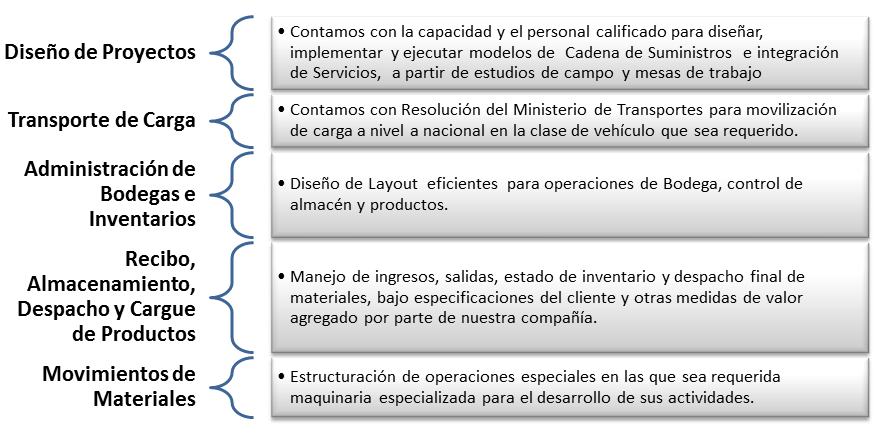 Diseño de Proyectos
• Contamos con la capacidad y el personal calificado para diseñar,
implementar y ejecutar modelos de Cadena de Suministros e integración
de Servicios, a partir de estudios de campo y mesas de trabajo
Transporte de Carga
• Contamos con Resolución del Ministerio de Transportes para movilización
de carga a nivel a nacional en la clase de vehículo que sea requerido.
Administración de
Bodegas e
Inventarios
• Diseño de Layout eficientes para operaciones de Bodega, control de
almacén y productos.
Recibo,
Almacenamiento,
Despacho y Cargue
de Productos
• Manejo de ingresos, salidas, estado de inventario y despacho final de
materiales, bajo especificaciones del cliente y otras medidas de valor
agregado por parte de nuestra compañía.
Movimientos de
Materiales
• Estructuración de operaciones especiales en las que sea requerida
maquinaria especializada para el desarrollo de sus actividades.